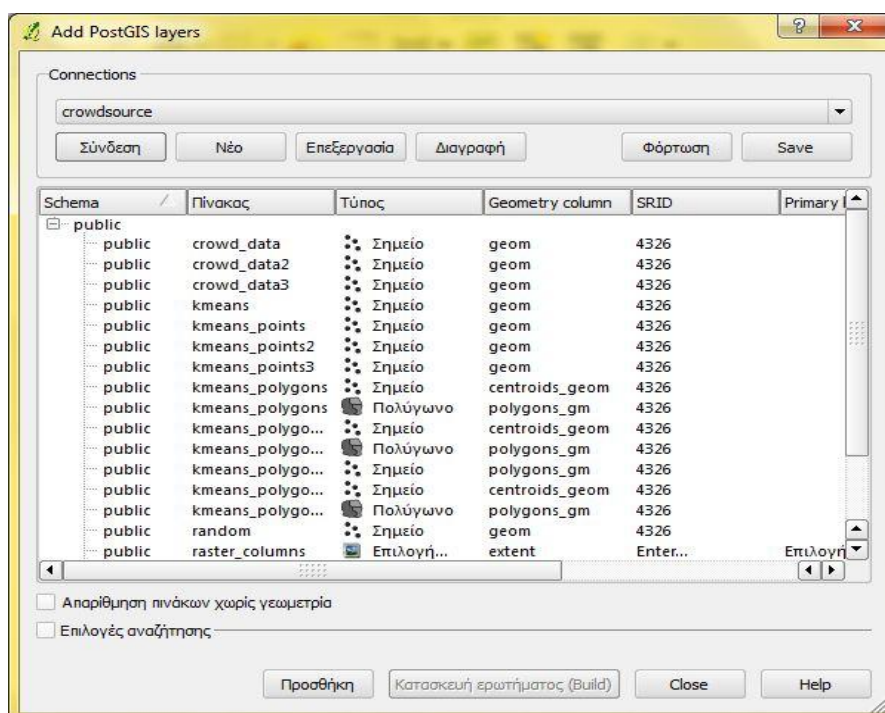 Add PostGIS layers
Connections
crowdsource
Σύνδεση Νέο Επεξεργασία Διαγραφή Φόρτωση Save
Schema Πίνακας Τύπος Geometry column SRID Primary
public
public crowd_data Σημείο geom 4326
public crowd_data2 Σημείο geom 4326
public crowd_data3 Σημείο geom 4326
public kmeans Σημείο geom 4326
public kmeans_points Σημείο geom 4326
public kmeans_points2 Σημείο geom 4326
public kmeans_points3 Σημείο geom 4326
public kmeans_polygons Σημείο centroids_geom 4326
public kmeans_polygons Πολύγωνο polygons_gm 4326
public kmeans_polygo... Σημείο centroids_geom 4326
public kmeans_polygo... Πολύγωνο polygons_gm 4326
public kmeans_polygo... Σημείο polygons_gm 4326
public kmeans_polygo... Σημείο centroids_geom 4326
public kmeans_polygo... Πολύγωνο polygons_gm 4326
public random Σημείο geom 4326
public raster_columns Επιλογή... extent Enter... Επιλογή
Απαρίθμηση πινάκων χωρίς γεωμετρία
Επιλογές αναζήτησης
Προσθήκη Κατασκευή ερωτήματος (Build) Close Help